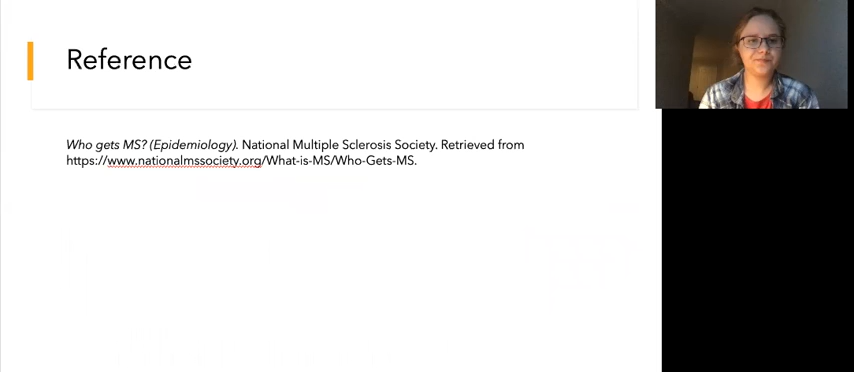 Reference
Who gets MS? (Epidemiology). National Multiple Sclerosis Society. Retrieved from
https://www.nationalmssociety.org/What-is-MS/Who-Gets-MS.